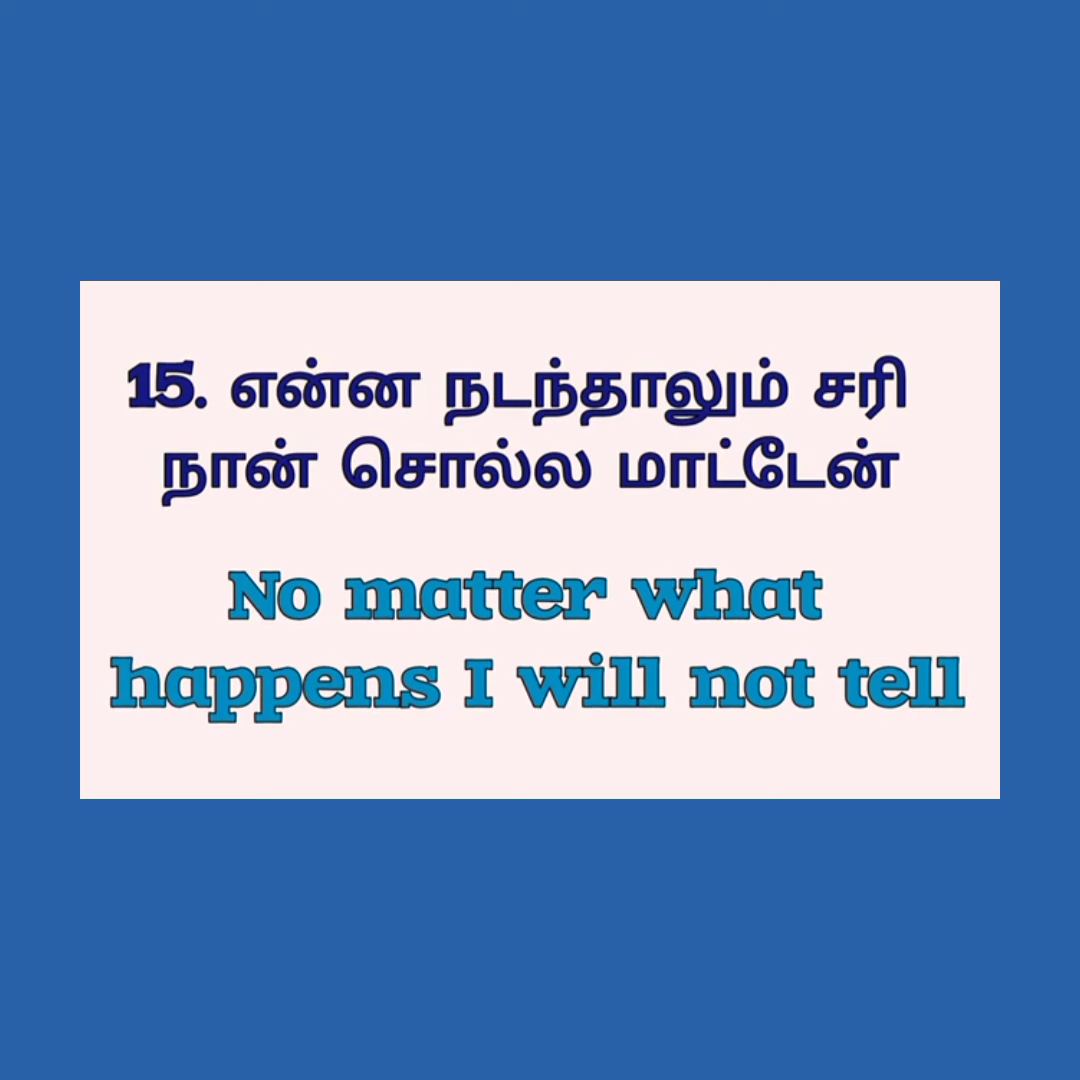 15. என்ன நடந்தாலும் சரி
நான் சொல்ல மாட்டேன்
No matter what
happens I will not tell